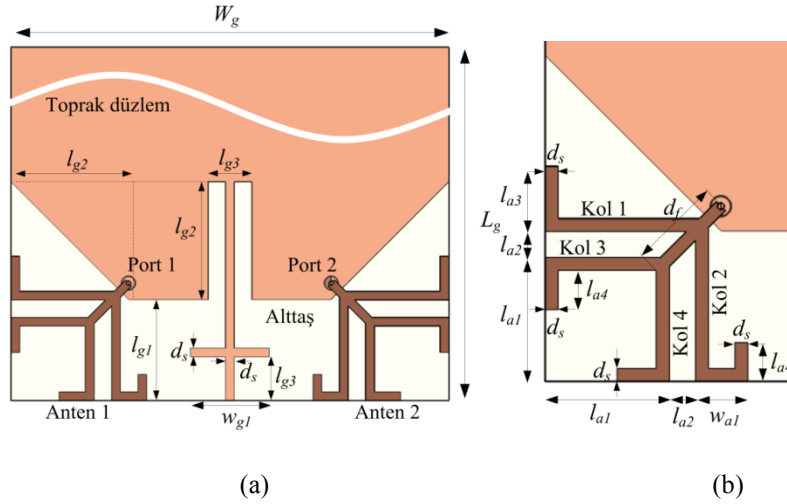 W_g
Toprak düzlem
l_g2
l_g3
l_g2
Port 1
Port 2
Alttaş
l_g1
d_s
d_s
l_g3
Anten 1
w_g1
Anten 2
L_g
(a)
d_s
l_a3
Kol 1
d_f
l_a2
Kol 3
Kol 2
l_a4
l_a1
d_s
Kol 4
d_s
d_s
l_a4
l_a1
l_a2
w_a1
(b)